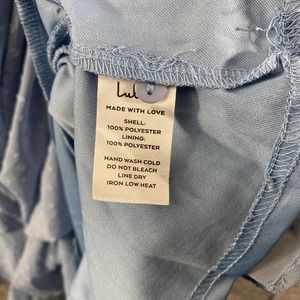 Lul
MADE WITH LOVE
SHELL:
100% POLYESTER
LINING:
100% POLYESTER
HAND WASH COLD
DO NOT BLEACH
LINE DRY
IRON LOW HEAT